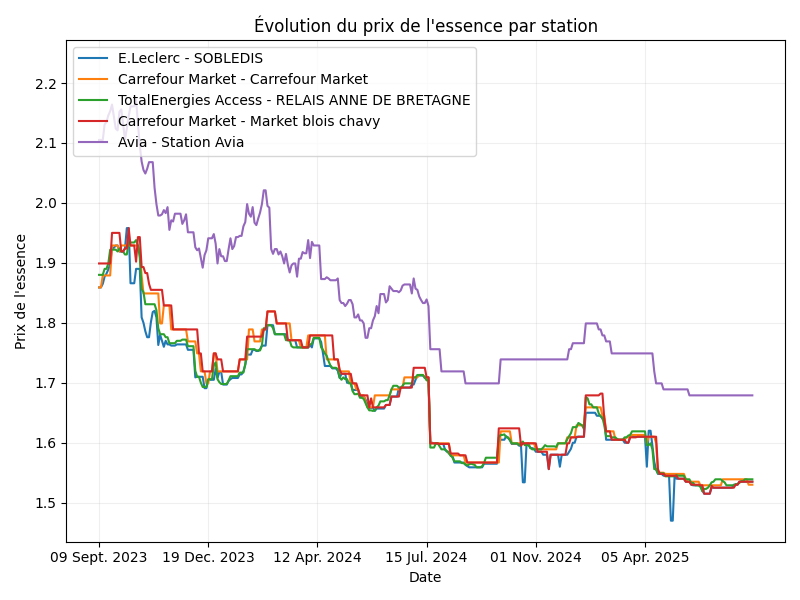 Évolution du prix de l'essence par station
E.Leclerc - SOBLEDIS
Carrefour Market - Carrefour Market
TotalEnergies Access - RELAIS ANNE DE BRETAGNE
Carrefour Market - Market blois chavy
Avia - Station Avia
Prix de l'essence
2.2
2.1
2.0
1.9
1.8
1.7
1.6
1.5
09 Sept. 2023
19 Dec. 2023
12 Apr. 2024
15 Jul. 2024
01 Nov. 2024
05 Apr. 2025
Date